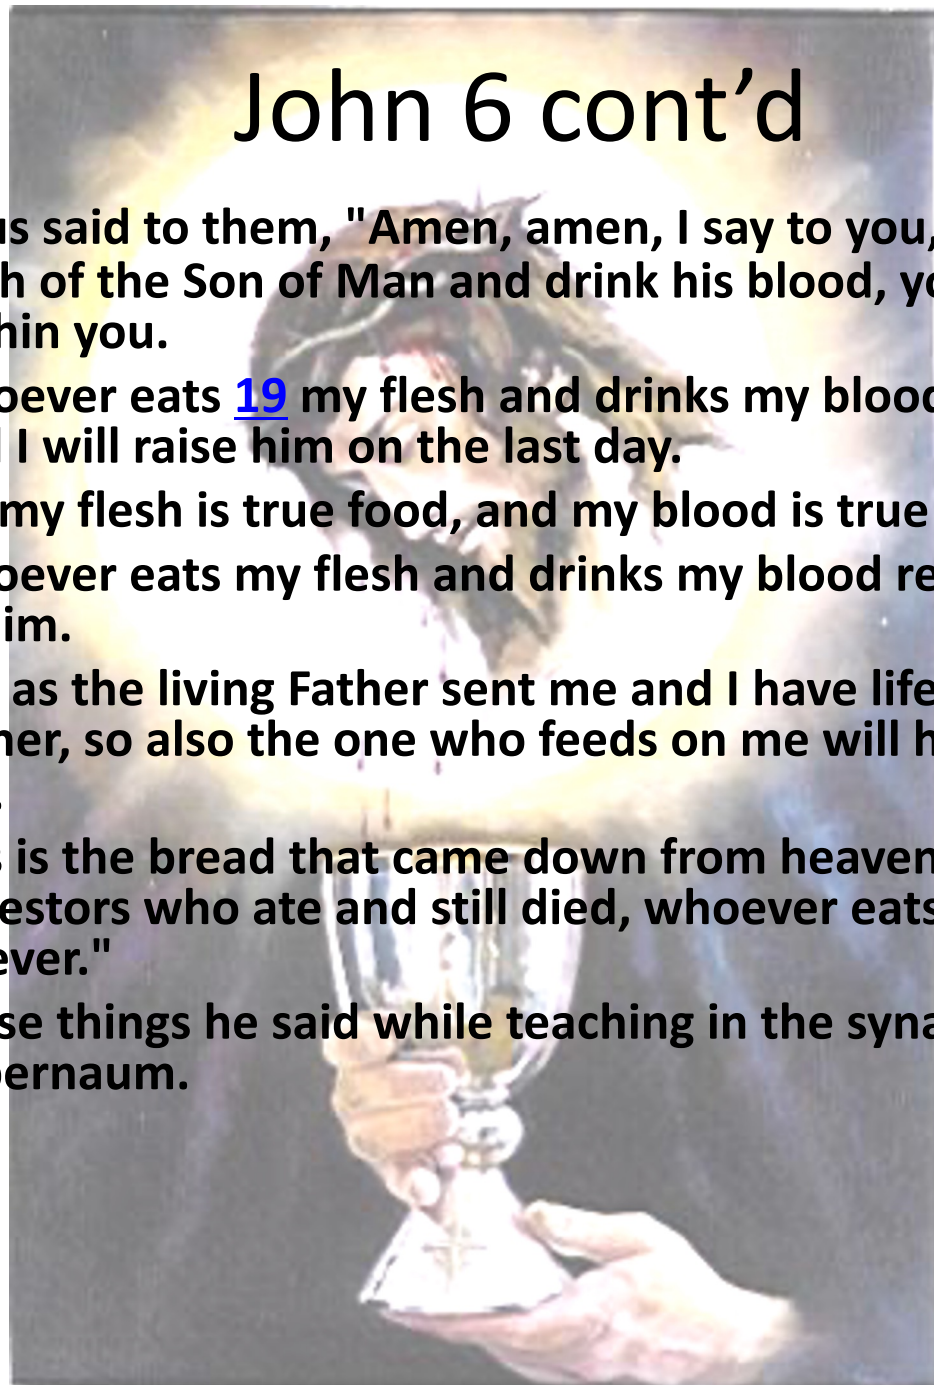 John 6 cont’d
us said to them, "Amen, amen, I say to you,
h of the Son of Man and drink his blood, yo
hin you.
oever eats 19 my flesh and drinks my blood
I will raise him on the last day.
my flesh is true food, and my blood is true
oever eats my flesh and drinks my blood re
im.
as the living Father sent me and I have life
her, so also the one who feeds on me will h
.
s is the bread that came down from heaven
estors who ate and still died, whoever eats
ever."
se things he said while teaching in the syna
pernaum.